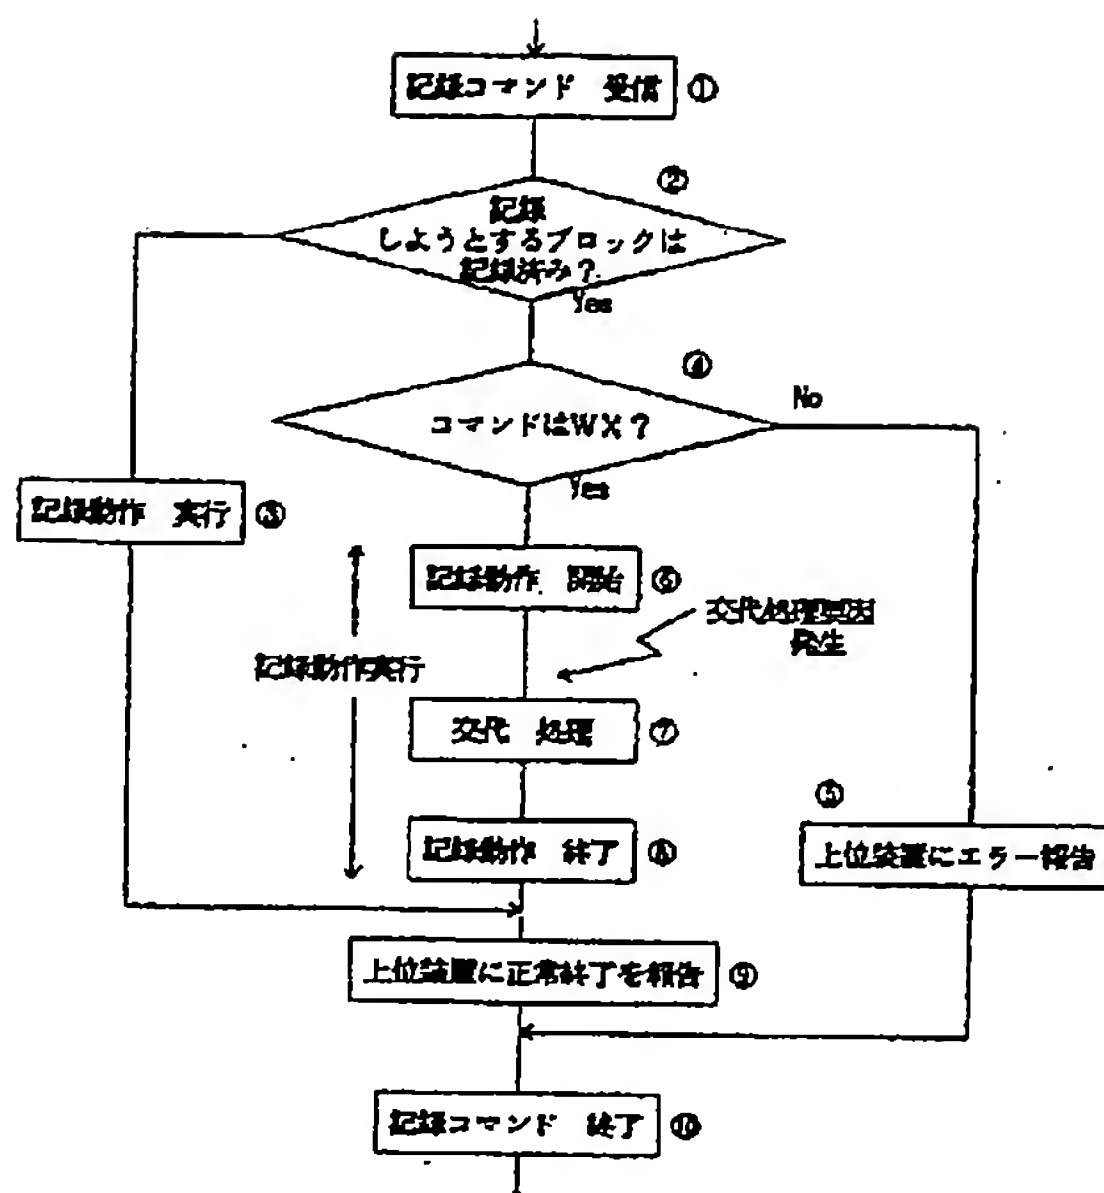 記録コマンド 受信 ①
②
記録
しようとするブロックは
記録済み?
Yes
④
コマンドはWX?
No
Yes
記録動作 実行 ③
記録動作 開始 ⑥
交代処理要因
発生
記録動作実行
交代 処理 ⑦
⑤
記録動作 終了 ⑧
上位装置にエラー報告
上位装置に正常終了を報告 ⑨
記録コマンド 終了 ⑩